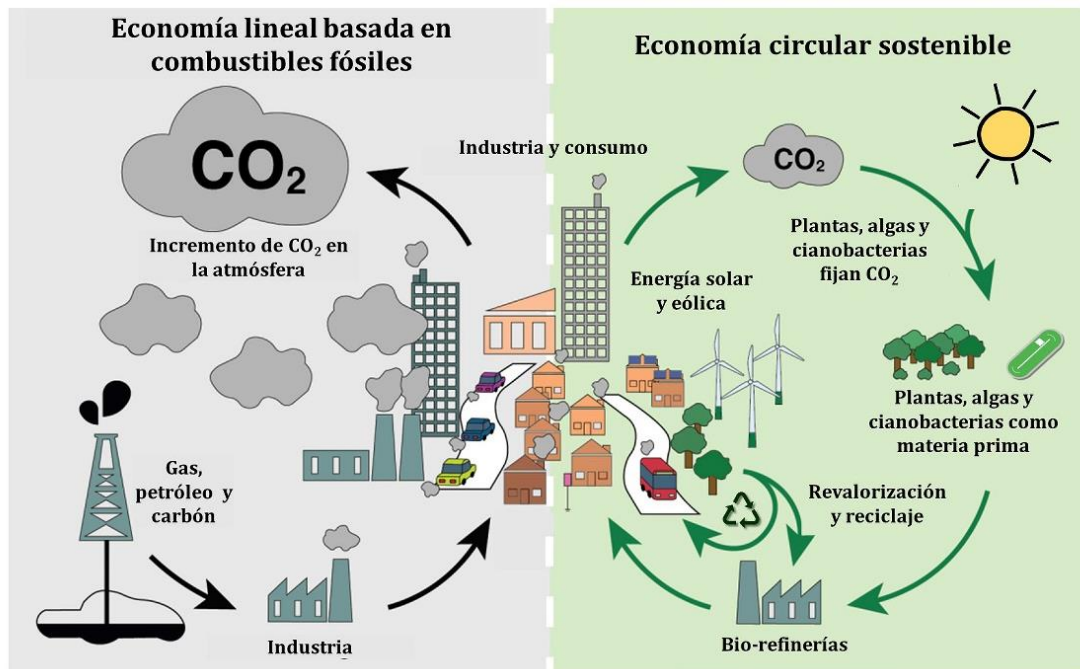 Economía lineal basada en
combustibles fósiles
CO₂
Incremento de CO₂ en
la atmósfera
Gas,
petróleo y
carbón
Industria
Industria y consumo
Economía circular sostenible
CO₂
Plantas, algas y
cianobacterias
fijan CO₂
Energía solar
y eólica
Plantas, algas y
cianobacterias como
materia prima
Revalorización
y reciclaje
Bio-refinerías